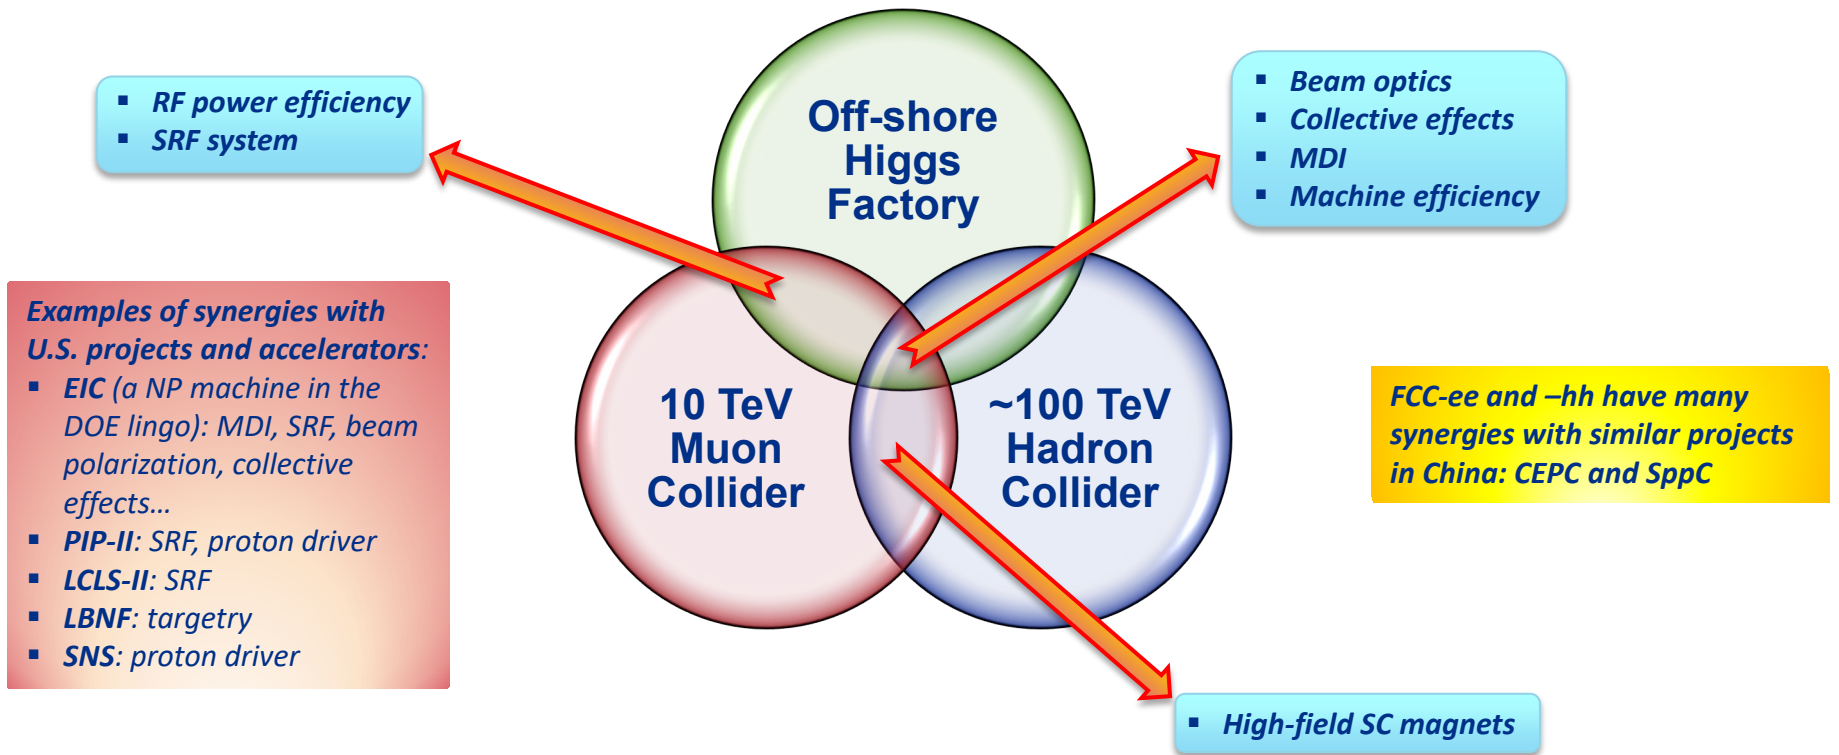 ▪ RF power efficiency
▪ SRF system
Off-shore
Higgs
Factory
▪ Beam optics
▪ Collective effects
▪ MDI
▪ Machine efficiency
Examples of synergies with
U.S. projects and accelerators:
▪ EIC (a NP machine in the
DOE lingo): MDI, SRF, beam
polarization, collective
effects…
▪ PIP-II: SRF, proton driver
▪ LCLS-II: SRF
▪ LBNF: targetry
▪ SNS: proton driver
10 TeV
Muon
Collider
~100 TeV
Hadron
Collider
FCC-ee and –hh have many
synergies with similar projects
in China: CEPC and SppC
▪ High-field SC magnets